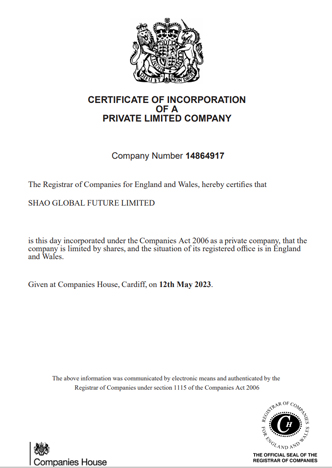 CERTIFICATE OF INCORPORATION
OF A
PRIVATE LIMITED COMPANY
Company Number 14864917
The Registrar of Companies for England and Wales, hereby certifies that
SHAO GLOBAL FUTURE LIMITED
is this day incorporated under the Companies Act 2006 as a private company, that the
company is limited by shares, and the situation of its registered office is in England
and Wales.
Given at Companies House, Cardiff, on 12th May 2023.
The above information was communicated by electronic means and authenticated by the
Registrar of Companies under section 1115 of the Companies Act 2006
REGISTRAR OF COMPANIES
FOR ENGLAND AND WALES
CH
THE OFFICIAL SEAL OF THE
REGISTRAR OF COMPANIES
Companies House